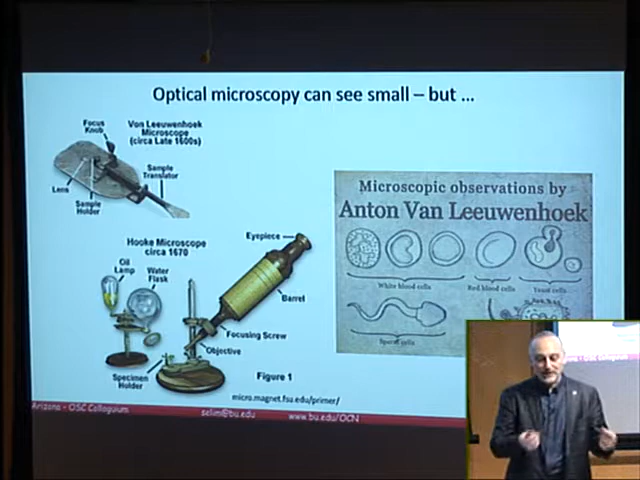 Optical microscopy can see small – but ...
Focus
Knob
Von Leeuwenhoek
Microscope
(circa Late 1600s)
Sample
Translator
Lens
Sample
Holder
Microscopic observations by
Anton Van Leeuwenhoek
White blood cells
Red blood cells
Yeast cells
Sperm cells
Hooke Microscope
circa 1670
Eyepiece
Oil
Lamp
Water
Flask
Barrel
Focusing Screw
Objective
Specimen
Holder
Figure 1
micro.magnet.fsu.edu/primer/
Arizona - OSC Colloquium
selim@bu.edu
www.bu.edu/OCN